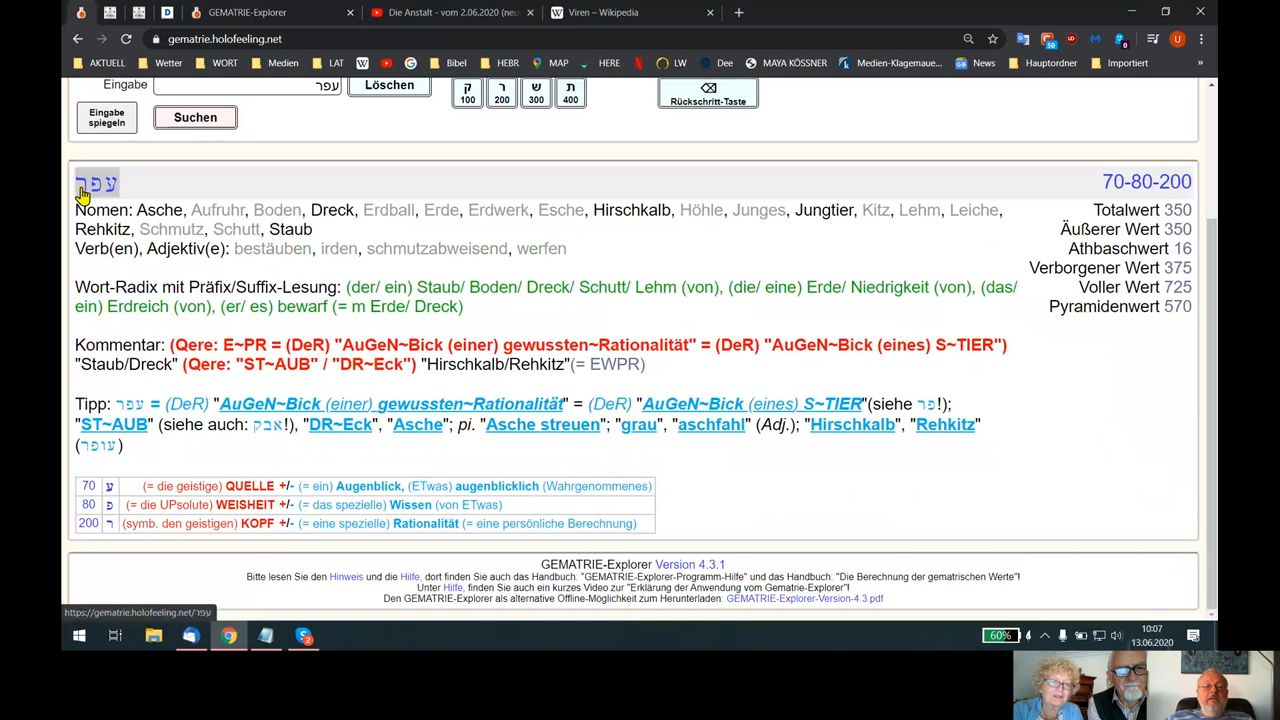 GEMATRIE-Explorer
Die Anstalt - vom 2.06.2020 (neu
Viren – Wikipedia
gematrie.holofeeling.net
AKTUELL Wetter WORT Medien LAT Bibel HEBR MAP HERE LW Dee MAYA KÖSSNER Medien-Klagemaue... News Hauptordner Importiert »
Eingabe עפר Löschen ק ר ש ת Rückschritt-Taste
100 200 300 400
Eingabe spiegeln Suchen
עפר 70-80-200
Nomen: Asche, Aufruhr, Boden, Dreck, Erdball, Erde, Erdwerk, Esche, Hirschkalb, Höhle, Junges, Jungtier, Kitz, Lehm, Leiche, Totalwert 350
Rehkitz, Schmutz, Schutt, Staub Äußerer Wert 350
Verb(en), Adjektiv(e): bestäuben, irden, schmutzabweisend, werfen Athbaschwert 16
Verborgener Wert 375
Wort-Radix mit Präfix/Suffix-Lesung: (der/ ein) Staub/ Boden/ Dreck/ Schutt/ Lehm (von), (die/ eine) Erde/ Niedrigkeit (von), (das/ Voller Wert 725
ein) Erdreich (von), (er/ es) bewarf (= m Erde/ Dreck) Pyramidenwert 570
Kommentar: (Qere: E~PR = (DeR) "AuGeN~Bick (einer) gewussten~Rationalität" = (DeR) "AuGeN~Bick (eines) S~TIER")
"Staub/Dreck" (Qere: "ST~AUB" / "DR~Eck") "Hirschkalb/Rehkitz"(= EWPR)
Tipp: עפר = (DeR) "AuGeN~Bick (einer) gewussten~Rationalität" = (DeR) "AuGeN~Bick (eines) S~TIER"(siehe פר!);
"ST~AUB" (siehe auch: אבק!), "DR~Eck", "Asche"; pi. "Asche streuen"; "grau", "aschfahl" (Adj.); "Hirschkalb", "Rehkitz"
(עופר)
70 ע (= die geistige) QUELLE +/- (= ein) Augenblick, (ETwas) augenblicklich (Wahrgenommenes)
80 פ (= die UPsolute) WEISHEIT +/- (= das spezielle) Wissen (von ETwas)
200 ר (symb. den geistigen) KOPF +/- (= eine spezielle) Rationalität (= eine persönliche Berechnung)
GEMATRIE-Explorer Version 4.3.1
Bitte lesen Sie den Hinweis und die Hilfe, dort finden Sie auch das Handbuch: "GEMATRIE-Explorer-Programm-Hilfe" und das Handbuch: "Die Berechnung der gematrischen Werte"!
Unter Hilfe, finden Sie auch ein kurzes Video zur "Erklärung der Anwendung vom Gematrie-Explorer"!
Den GEMATRIE-Explorer als alternative Offline-Möglichkeit zum Herunterladen: GEMATRIE-Explorer-Version-4.3.pdf
https://gematrie.holofeeling.net/עפר
60% 10:07
13.06.2020